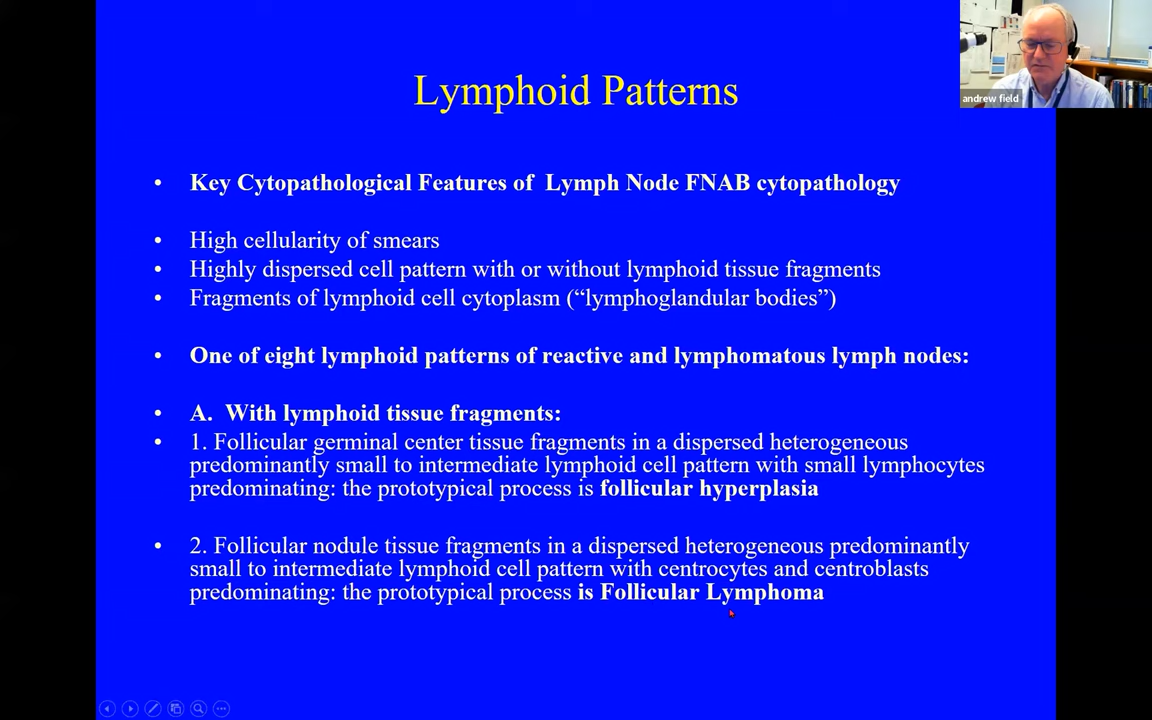 andrew field
Lymphoid Patterns
• Key Cytopathological Features of Lymph Node FNAB cytopathology
• High cellularity of smears
• Highly dispersed cell pattern with or without lymphoid tissue fragments
• Fragments of lymphoid cell cytoplasm (“lymphoglandular bodies”)
• One of eight lymphoid patterns of reactive and lymphomatous lymph nodes:
• A. With lymphoid tissue fragments:
• 1. Follicular germinal center tissue fragments in a dispersed heterogeneous
predominantly small to intermediate lymphoid cell pattern with small lymphocytes
predominating: the prototypical process is follicular hyperplasia
• 2. Follicular nodule tissue fragments in a dispersed heterogeneous predominantly
small to intermediate lymphoid cell pattern with centrocytes and centroblasts
predominating: the prototypical process is Follicular Lymphoma